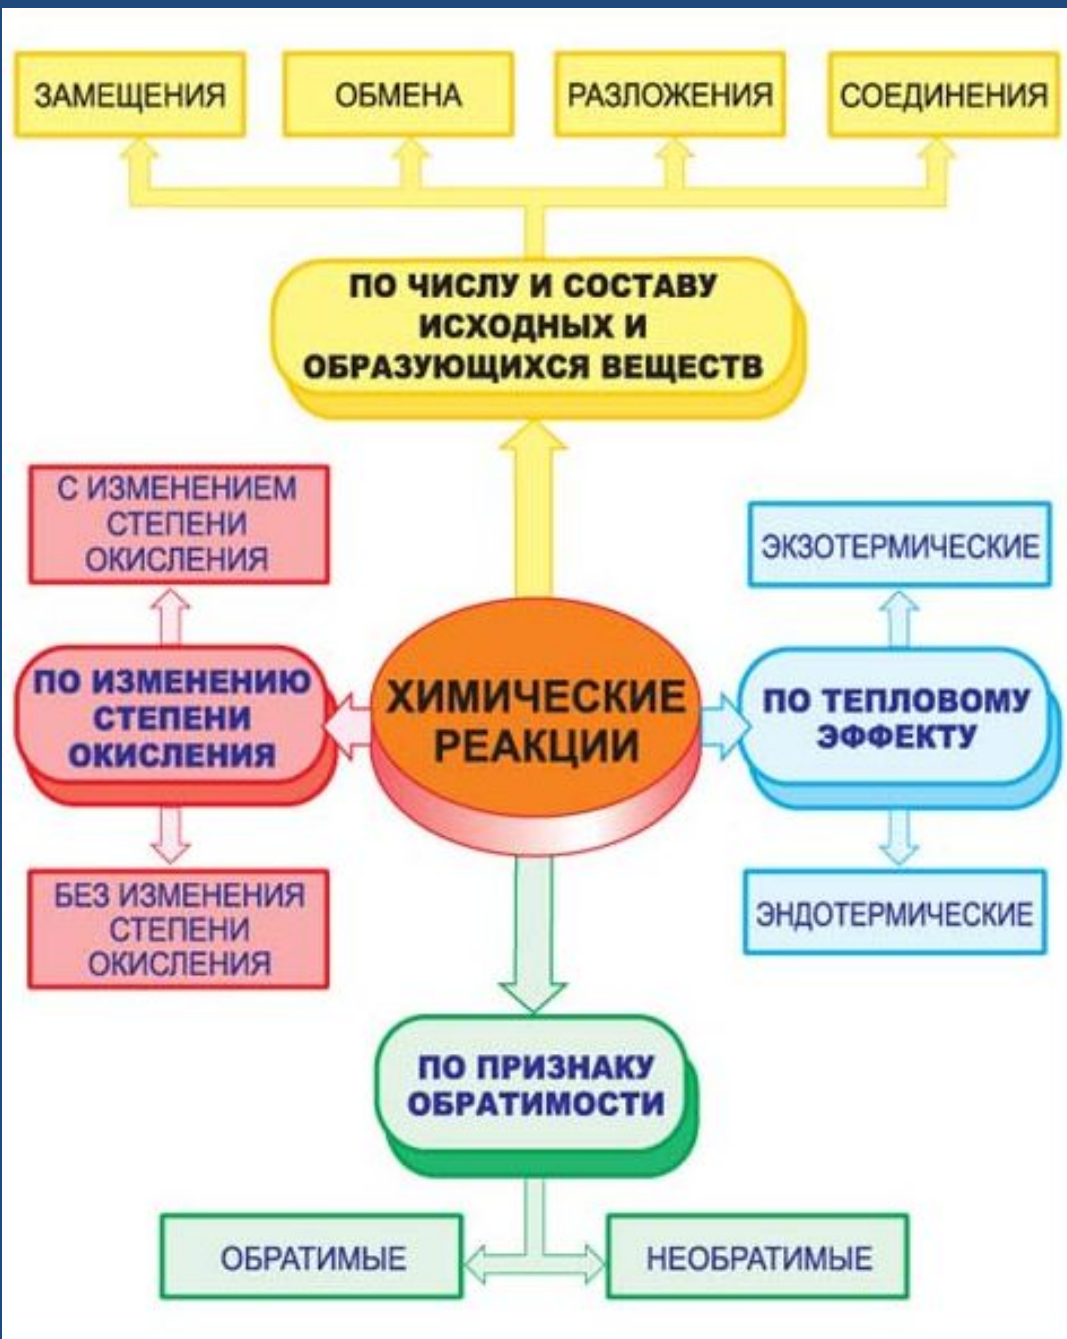 ЗАМЕЩЕНИЯ
ОБМЕНА
РАЗЛОЖЕНИЯ
СОЕДИНЕНИЯ
ПО ЧИСЛУ И СОСТАВУ
ИСХОДНЫХ И
ОБРАЗУЮЩИХСЯ ВЕЩЕСТВ
С ИЗМЕНЕНИЕМ
СТЕПЕНИ
ОКИСЛЕНИЯ
ЭКЗОТЕРМИЧЕСКИЕ
ПО ИЗМЕНЕНИЮ
СТЕПЕНИ
ОКИСЛЕНИЯ
ХИМИЧЕСКИЕ
РЕАКЦИИ
ПО ТЕПЛОВОМУ
ЭФФЕКТУ
БЕЗ ИЗМЕНЕНИЯ
СТЕПЕНИ
ОКИСЛЕНИЯ
ЭНДОТЕРМИЧЕСКИЕ
ПО ПРИЗНАКУ
ОБРАТИМОСТИ
ОБРАТИМЫЕ
НЕОБРАТИМЫЕ